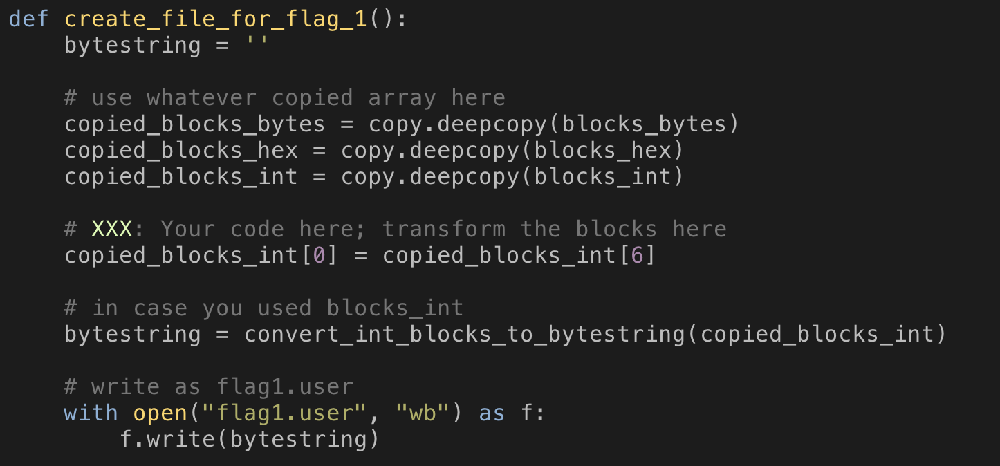 def create_file_for_flag_1():
    bytestring = ''

    # use whatever copied array here
    copied_blocks_bytes = copy.deepcopy(blocks_bytes)
    copied_blocks_hex = copy.deepcopy(blocks_hex)
    copied_blocks_int = copy.deepcopy(blocks_int)

    # XXX: Your code here; transform the blocks here
    copied_blocks_int[0] = copied_blocks_int[6]

    # in case you used blocks_int
    bytestring = convert_int_blocks_to_bytestring(copied_blocks_int)

    # write as flag1.user
    with open("flag1.user", "wb") as f:
        f.write(bytestring)